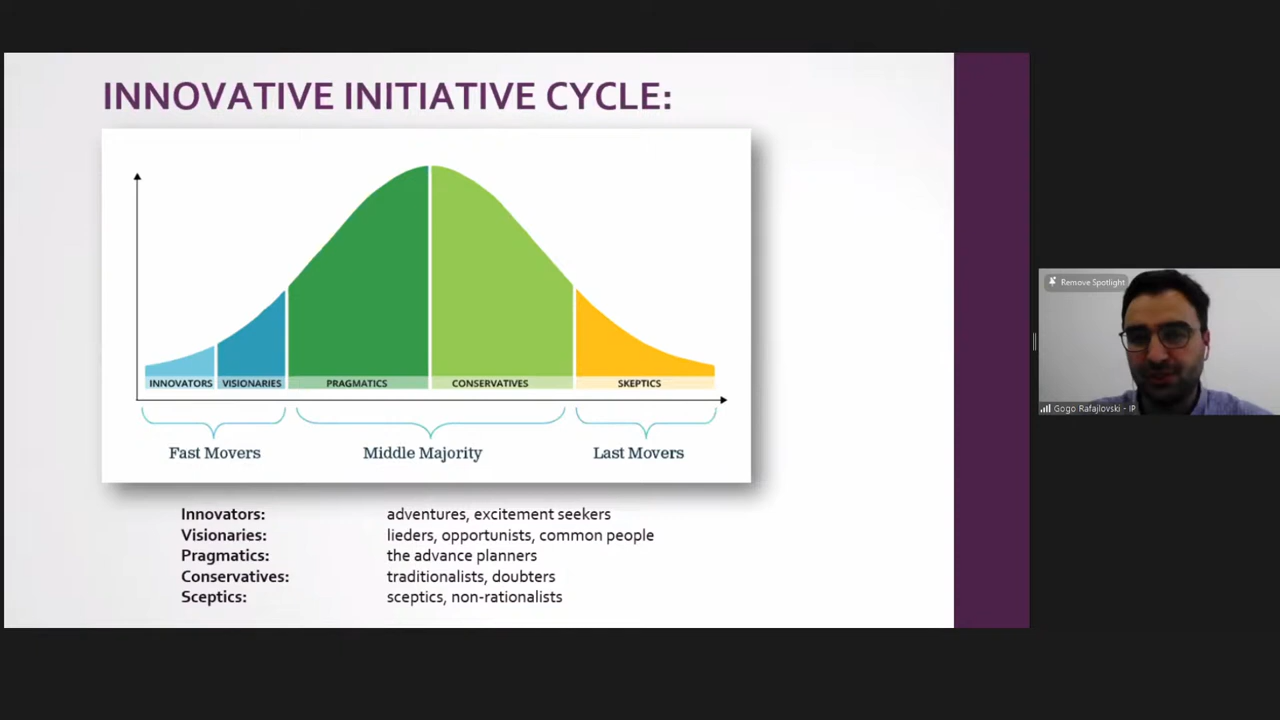 INNOVATIVE INITIATIVE CYCLE:
INNOVATORS VISIONARIES PRAGMATICS CONSERVATIVES SKEPTICS
Fast Movers Middle Majority Last Movers
Innovators: adventures, excitement seekers
Visionaries: lieders, opportunists, common people
Pragmatics: the advance planners
Conservatives: traditionalists, doubters
Sceptics: sceptics, non-rationalists
Remove Spotlight
Gogo Rafajlovski - IP